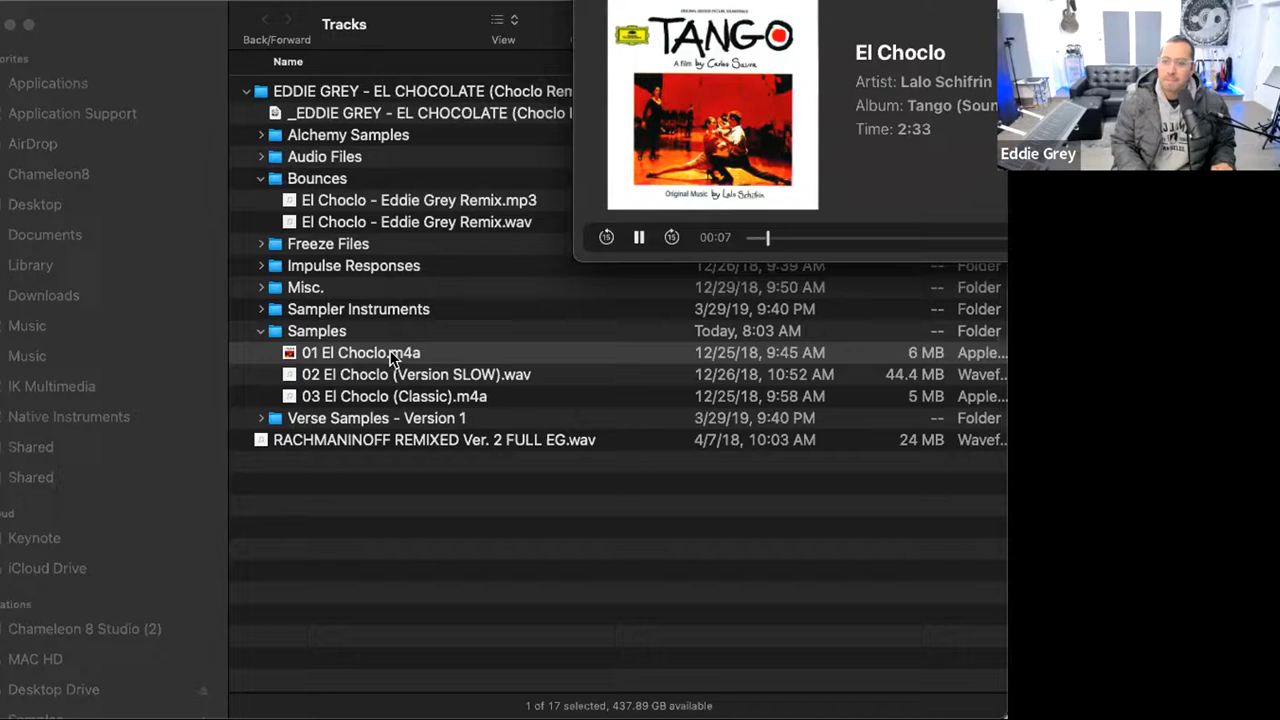 Tracks
Back/Forward
View
Name
orites
Applications
Application Support
AirDrop
Chameleon8
Desktop
Documents
Library
Downloads
Music
Music
IK Multimedia
Native Instruments
Shared
Shared
oud
Keynote
iCloud Drive
ations
Chameleon 8 Studio (2)
MAC HD
Desktop Drive
EDDIE GREY - EL CHOCOLATE (Choclo Rem
_EDDIE GREY - EL CHOCOLATE (Choclo
Alchemy Samples
Audio Files
Bounces
El Choclo - Eddie Grey Remix.mp3
El Choclo - Eddie Grey Remix.wav
Freeze Files
Impulse Responses 12/26/18, 9:39 AM -- Folder
Misc. 12/29/18, 9:50 AM -- Folder
Sampler Instruments 3/29/19, 9:40 PM -- Folder
Samples Today, 8:03 AM -- Folder
01 El Choclo.m4a 12/25/18, 9:45 AM 6 MB Apple...
02 El Choclo (Version SLOW).wav 12/26/18, 10:52 AM 44.4 MB Wavef...
03 El Choclo (Classic).m4a 12/25/18, 9:58 AM 5 MB Apple...
Verse Samples - Version 1 3/29/19, 9:40 PM -- Folder
RACHMANINOFF REMIXED Ver. 2 FULL EG.wav 4/7/18, 10:03 AM 24 MB Wavef...
1 of 17 selected, 437.89 GB available
ORIGINAL MOTION PICTURE SOUNDTRACK
TANGO
A film by Carlos Saura
Original Music by Lalo Schifrin
El Choclo
Artist: Lalo Schifrin
Album: Tango (Soun
Time: 2:33
15
15
00:07
Eddie Grey